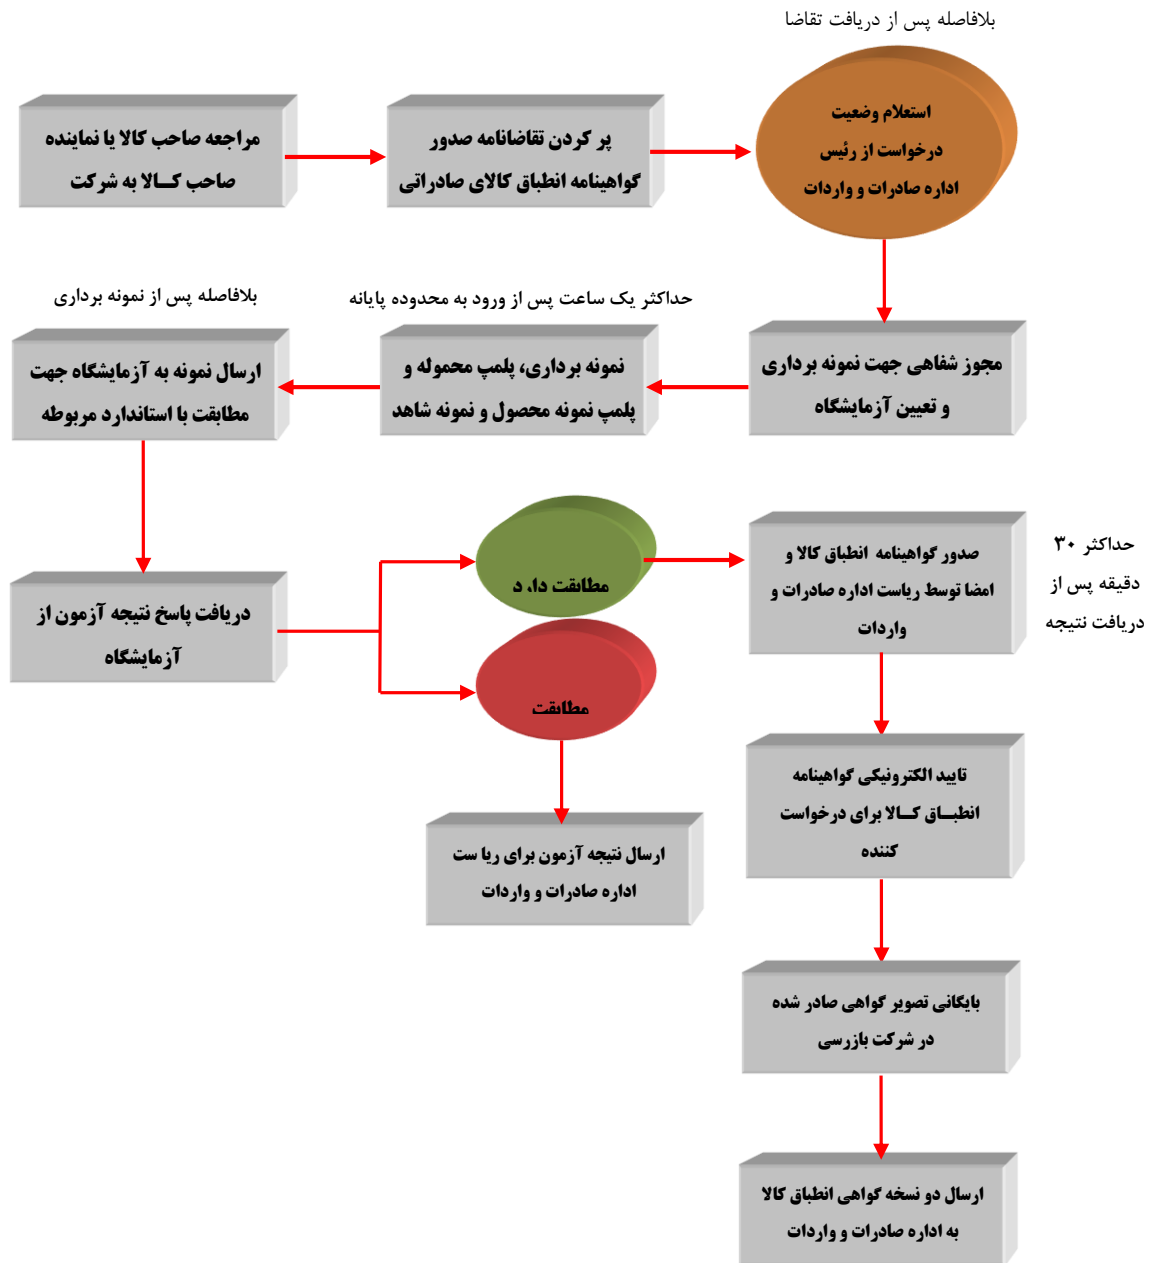 بلافاصله پس از دریافت تقاضا
مراجعه صاحب کالا یا نماینده
صاحب کــالا به شرکت
پر کردن تقاضانامه صدور
گواهینامه انطباق کالای صادراتی
استعلام وضعیت
درخواست از رئیس
اداره صادرات و واردات
مجوز شفاهی جهت نمونه برداری
و تعیین آزمایشگاه
حداکثر یک ساعت پس از ورود به محدوده پایانه
نمونه برداری، پلمپ محموله و
پلمپ نمونه محصول و نمونه شاهد
بلافاصله پس از نمونه برداری
ارسال نمونه به آزمایشگاه جهت
مطابقت با استاندارد مربوطه
دریافت پاسخ نتیجه آزمون از
آزمایشگاه
مطابقت دارد
مطابقت
ارسال نتیجه آزمون برای ریا ست
اداره صادرات و واردات
صدور گواهینامه انطباق کالا و
امضا توسط ریاست اداره صادرات و
واردات
حداکثر ۳۰
دقیقه پس از
دریافت نتیجه
تایید الکترونیکی گواهینامه
انطبــاق کــالا برای درخواست
کننده
بایگانی تصویر گواهی صادر شده
در شرکت بازرسی
ارسال دو نسخه گواهی انطباق کالا
به اداره صادرات و واردات